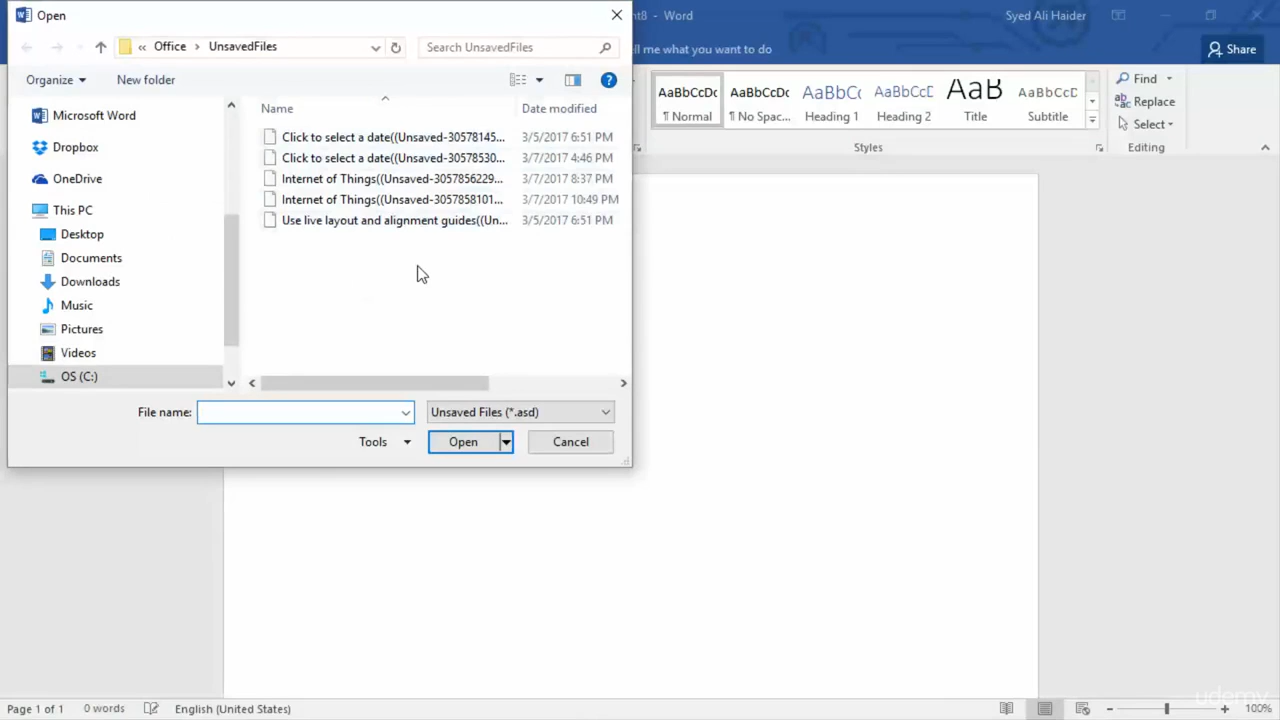 Open
nt8 - Word
Syed Ali Haider
« Office › UnsavedFiles
Search UnsavedFiles
ll me what you want to do
Share
Organize
New folder
Name
Date modified
AaBbCcDc AaBbCcDc AaBbCc AaBbCcD AaB AaBbCcD
¶ Normal ¶ No Spac... Heading 1 Heading 2 Title Subtitle
Find
Replace
Select
Styles
Editing
Microsoft Word
Dropbox
OneDrive
This PC
Desktop
Documents
Downloads
Music
Pictures
Videos
OS (C:)
Click to select a date((Unsaved-30578145... 3/5/2017 6:51 PM
Click to select a date((Unsaved-30578530... 3/7/2017 4:46 PM
Internet of Things((Unsaved-3057856229... 3/7/2017 8:37 PM
Internet of Things((Unsaved-3057858101... 3/7/2017 10:49 PM
Use live layout and alignment guides((Un... 3/5/2017 6:51 PM
File name:
Unsaved Files (*.asd)
Tools
Open
Cancel
udemy
Page 1 of 1
0 words
English (United States)
100%